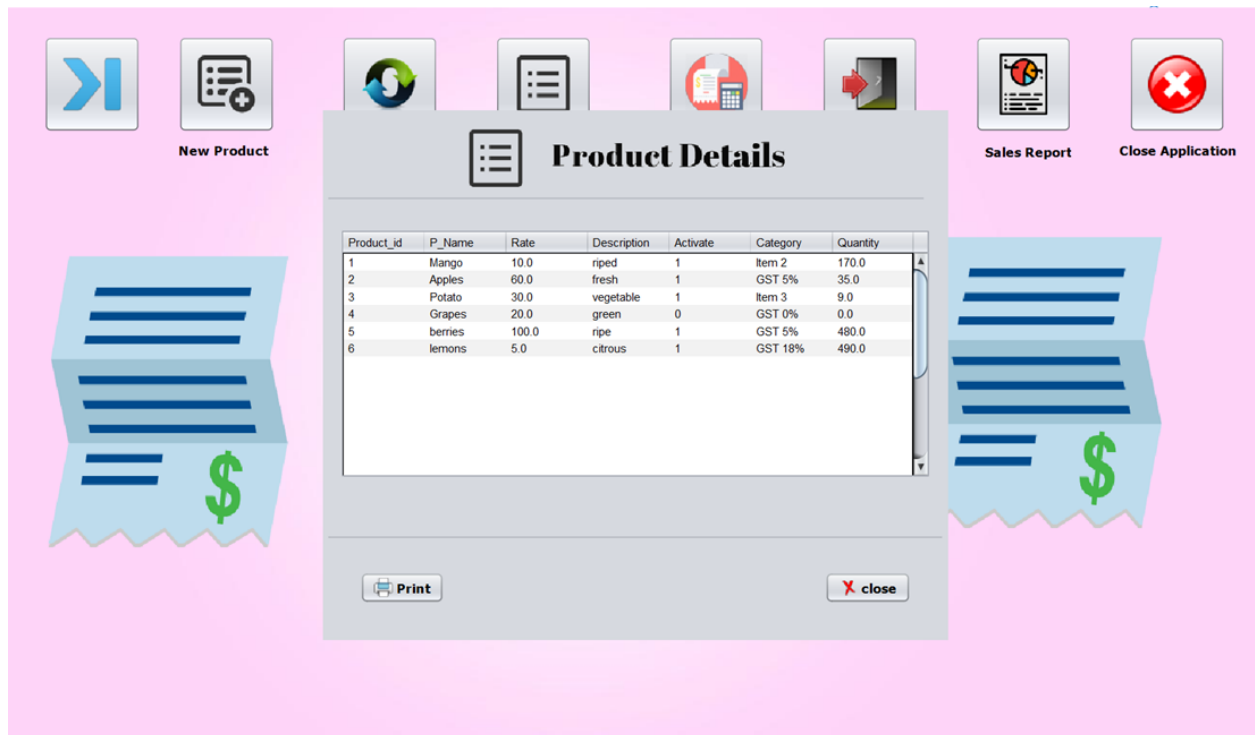 New Product
Sales Report
Close Application
Product Details
Product_id P_Name Rate Description Activate Category Quantity
1 Mango 10.0 riped 1 Item 2 170.0
2 Apples 60.0 fresh 1 GST 5% 35.0
3 Potato 30.0 vegetable 1 Item 3 9.0
4 Grapes 20.0 green 0 GST 0% 0.0
5 berries 100.0 ripe 1 GST 5% 480.0
6 lemons 5.0 citrous 1 GST 18% 490.0
$ $
Print
close